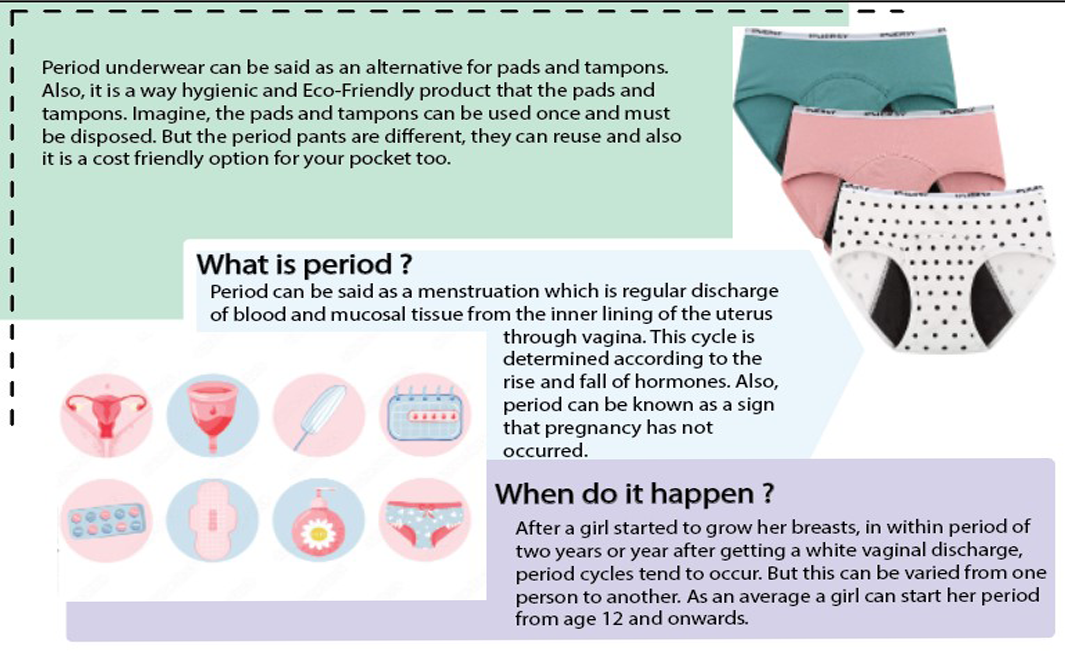 Period underwear can be said as an alternative for pads and tampons.
Also, it is a way hygienic and Eco-Friendly product that the pads and
tampons. Imagine, the pads and tampons can be used once and must
be disposed. But the period pants are different, they can reuse and also
it is a cost friendly option for your pocket too.
What is period ?
Period can be said as a menstruation which is regular discharge
of blood and mucosal tissue from the inner lining of the uterus
through vagina. This cycle is
determined according to the
rise and fall of hormones. Also,
period can be known as a sign
that pregnancy has not
occurred.
When do it happen ?
After a girl started to grow her breasts, in within period of
two years or year after getting a white vaginal discharge,
period cycles tend to occur. But this can be varied from one
person to another. As an average a girl can start her period
from age 12 and onwards.